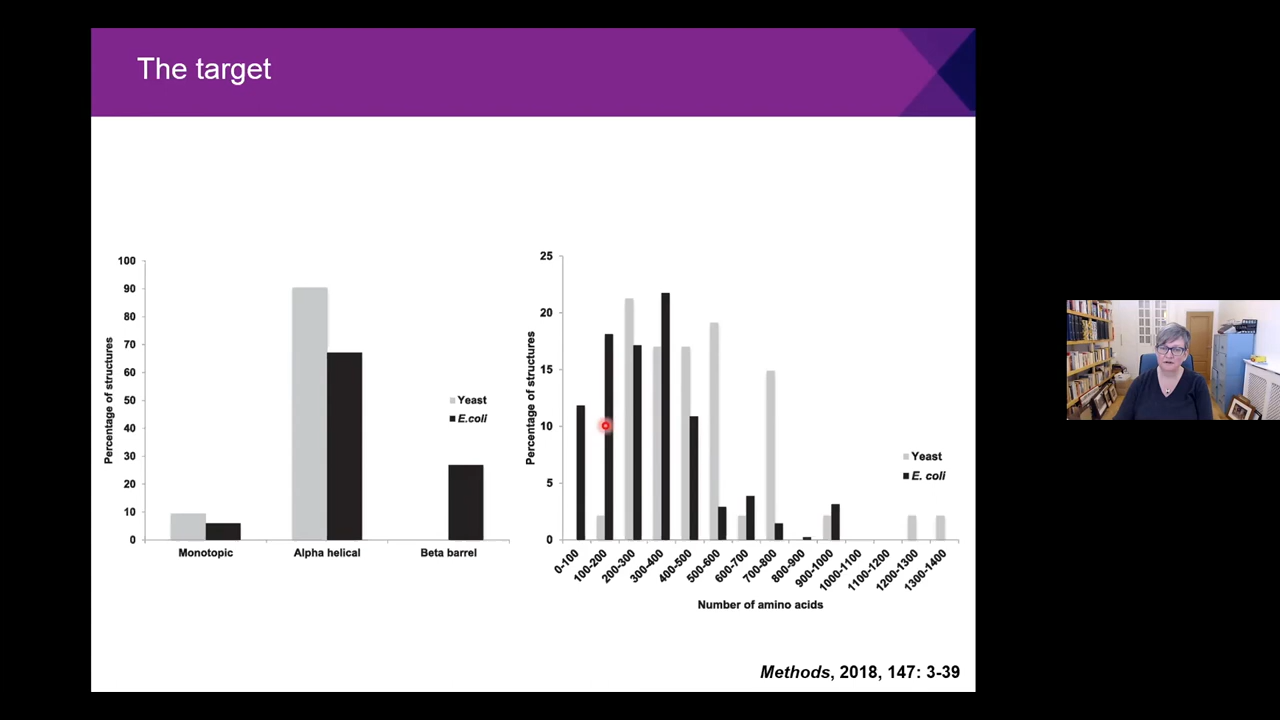 The target
100
90
80
70
60
50
40
30
20
10
0
Percentage of structures
Yeast
E.coli
Monotopic
Alpha helical
Beta barrel
25
20
15
10
5
0
Percentage of structures
Yeast
E. coli
0-100
100-200
200-300
300-400
400-500
500-600
600-700
700-800
800-900
900-1000
1000-1100
1100-1200
1200-1300
1300-1400
Number of amino acids
Methods, 2018, 147: 3-39